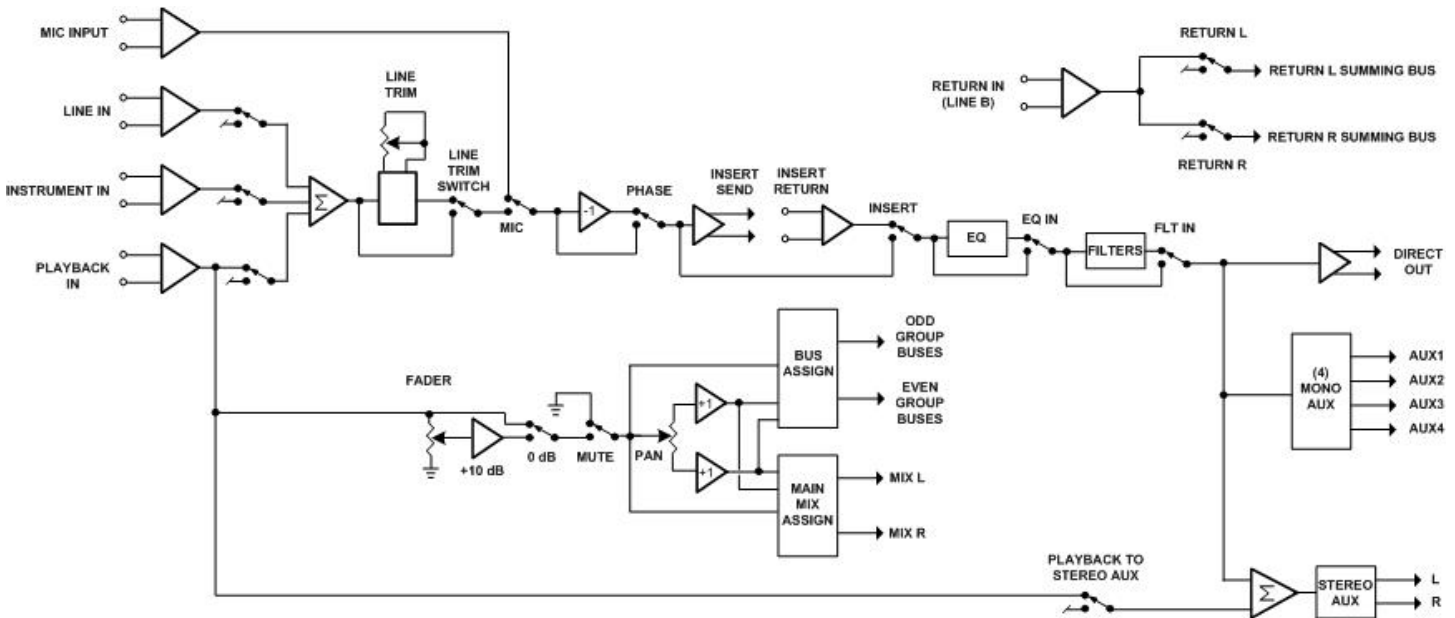 MIC INPUT
LINE IN
INSTRUMENT IN
PLAYBACK
IN
Σ
LINE
TRIM
LINE
TRIM
SWITCH
MIC
-1
PHASE
INSERT
SEND
INSERT
RETURN
INSERT
EQ
EQ IN
FILTERS
FLT IN
RETURN IN
(LINE B)
RETURN L
RETURN L SUMMING BUS
RETURN R SUMMING BUS
RETURN R
DIRECT
OUT
(4)
MONO
AUX
AUX1
AUX2
AUX3
AUX4
FADER
+10 dB
0 dB
MUTE
PAN
+1
+1
BUS
ASSIGN
ODD
GROUP
BUSES
EVEN
GROUP
BUSES
MAIN
MIX
ASSIGN
MIX L
MIX R
PLAYBACK TO
STEREO AUX
Σ
STEREO
AUX
L
R